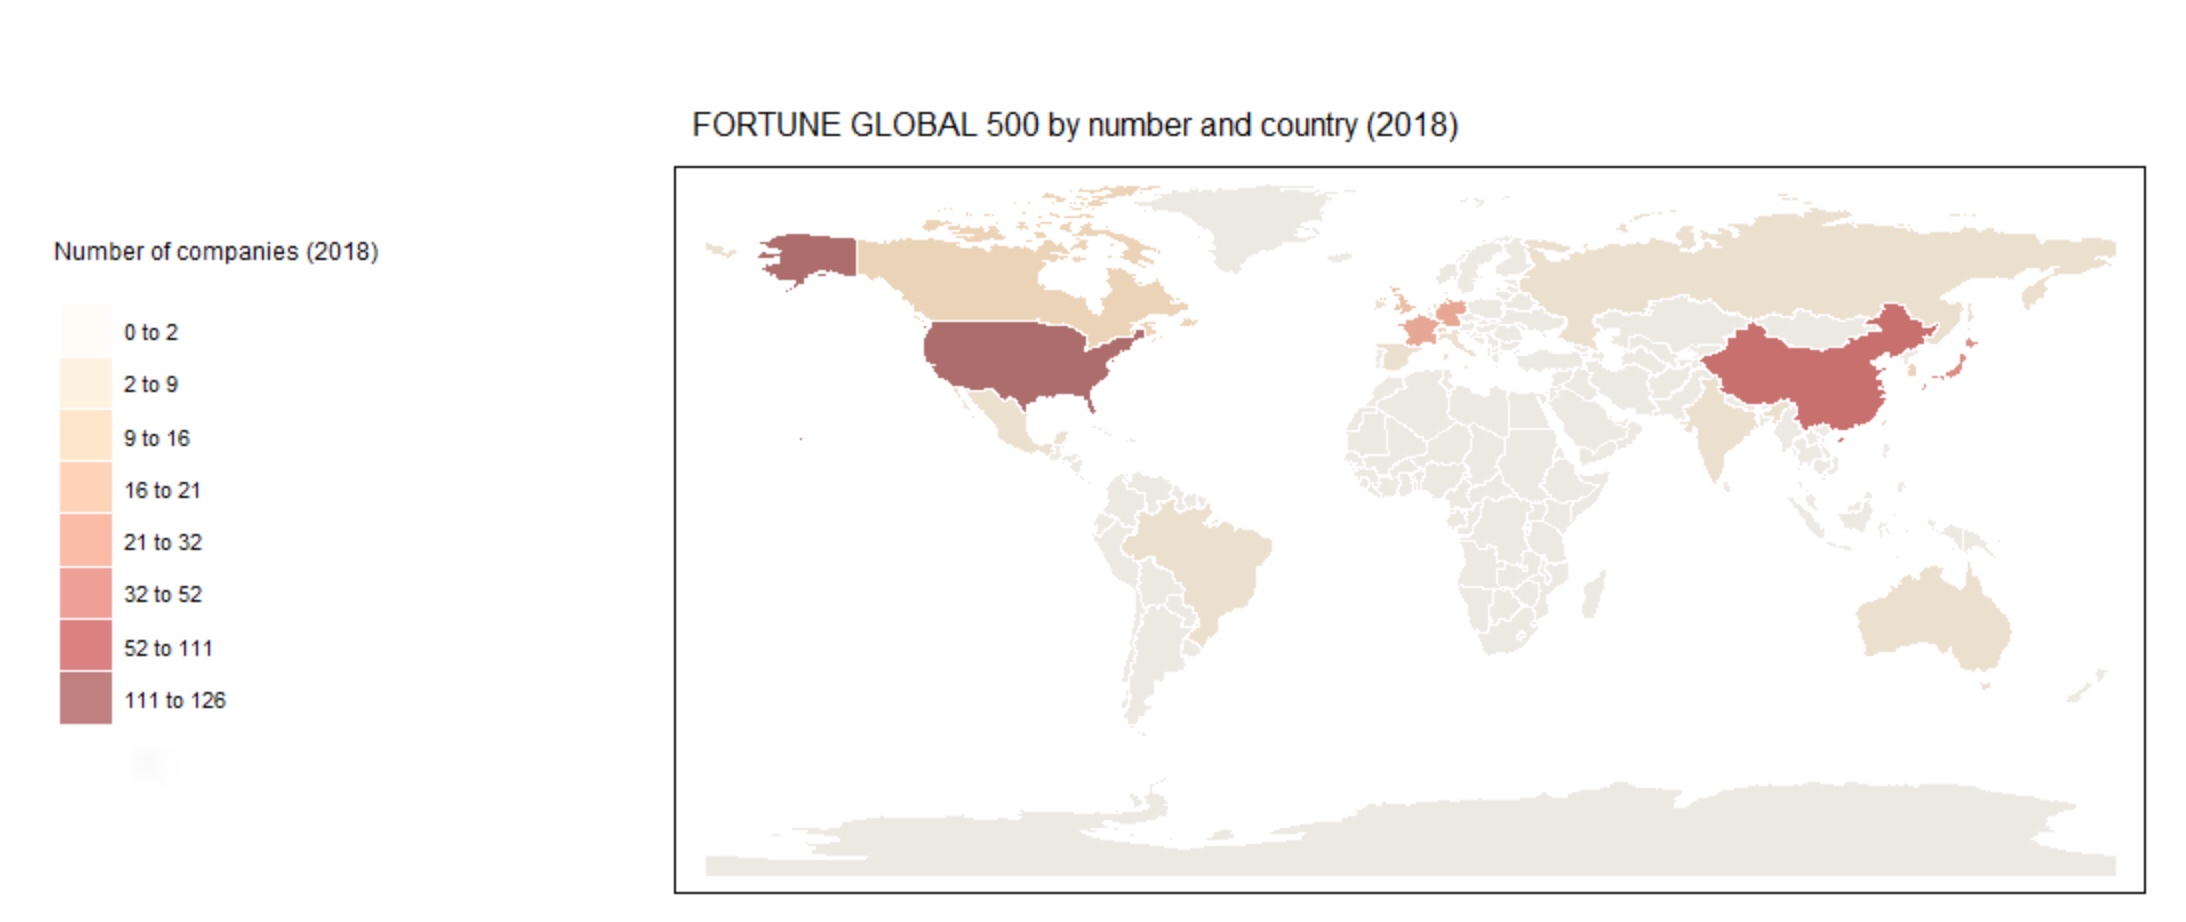 FORTUNE GLOBAL 500 by number and country (2018)
Number of companies (2018)
0 to 2
2 to 9
9 to 16
16 to 21
21 to 32
32 to 52
52 to 111
111 to 126